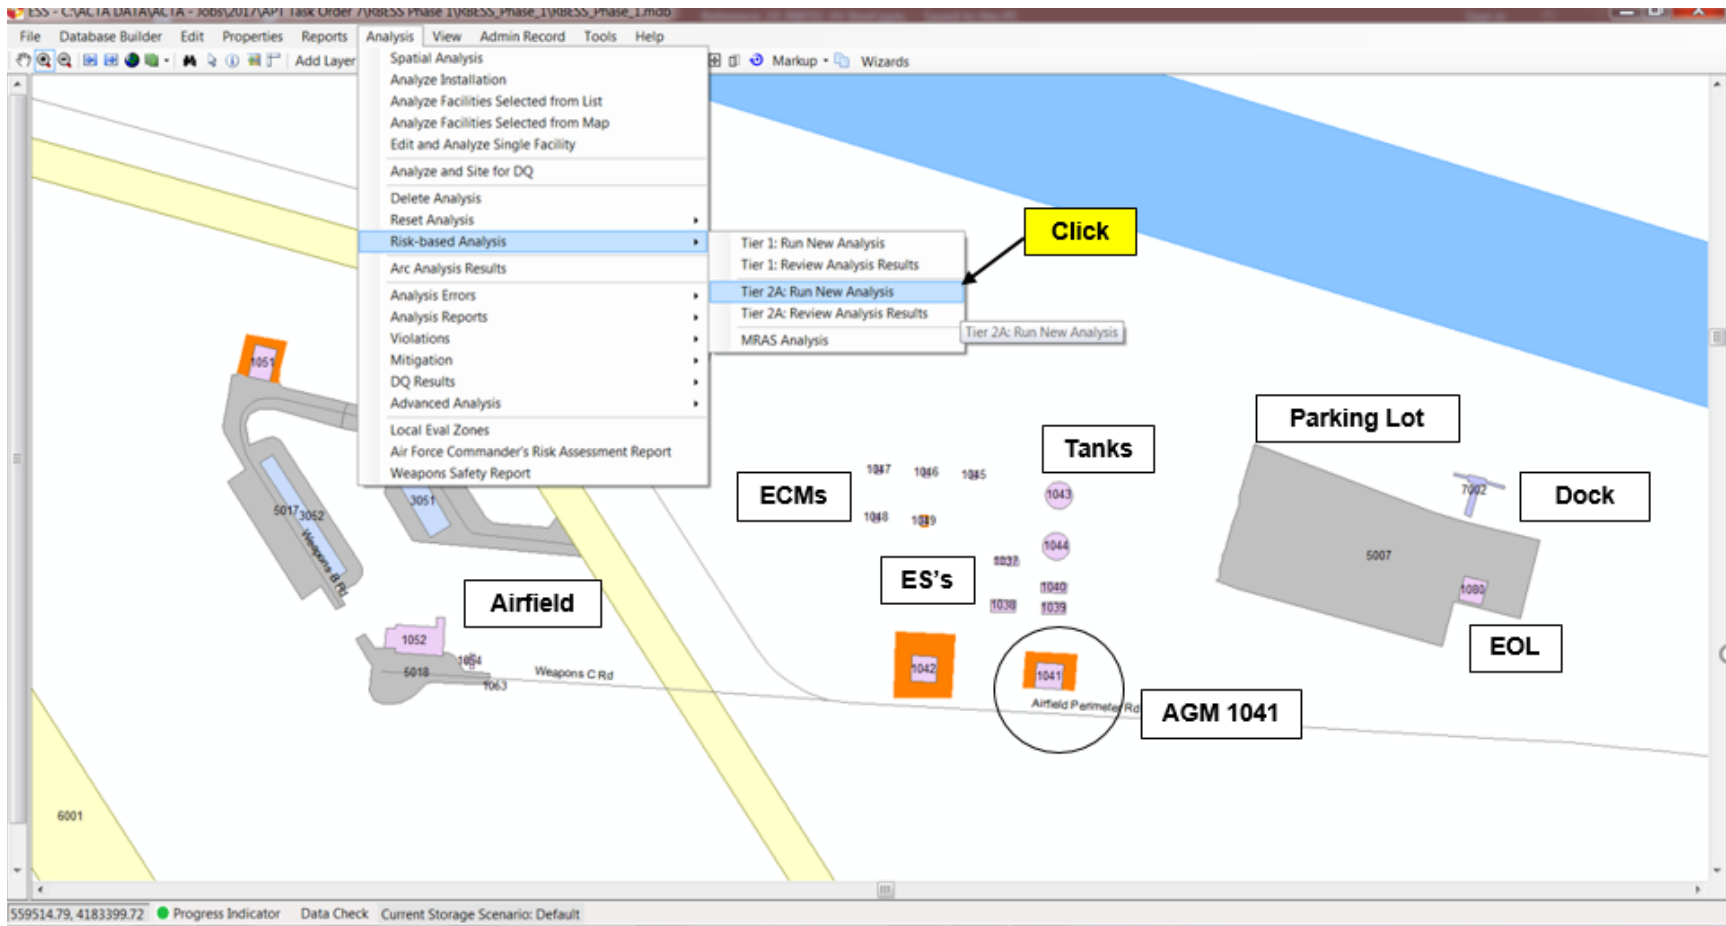 ESS - C:\ACTA DATA\ACTA - Jobs\2017\APT Task Order 7\RBESS Phase 1\RBESS_Phase_1\RBESS_Phase_1.mdb
File Database Builder Edit Properties Reports Analysis View Admin Record Tools Help
Add Layer Markup Wizards
Spatial Analysis
Analyze Installation
Analyze Facilities Selected from List
Analyze Facilities Selected from Map
Edit and Analyze Single Facility
Analyze and Site for DQ
Delete Analysis
Reset Analysis
Risk-based Analysis
Arc Analysis Results
Analysis Errors
Analysis Reports
Violations
Mitigation
DQ Results
Advanced Analysis
Local Eval Zones
Air Force Commander's Risk Assessment Report
Weapons Safety Report
Tier 1: Run New Analysis
Tier 1: Review Analysis Results
Tier 2A: Run New Analysis
Tier 2A: Review Analysis Results
MRAS Analysis
Tier 2A: Run New Analysis
Click
1051
Parking Lot
Tanks
ECMs
Dock
1047 1046 1045
1043
7002
3051
5017 3052
Weapons B Rd
1048 1049
1044
5007
ES's
1037
1040
1080
Airfield
1038 1039
EOL
1052
1054
5018
1063
Weapons C Rd
1042
1041
Airfield Perimeter Rd
AGM 1041
6001
559514.79, 4183399.72 Progress Indicator Data Check Current Storage Scenario: Default